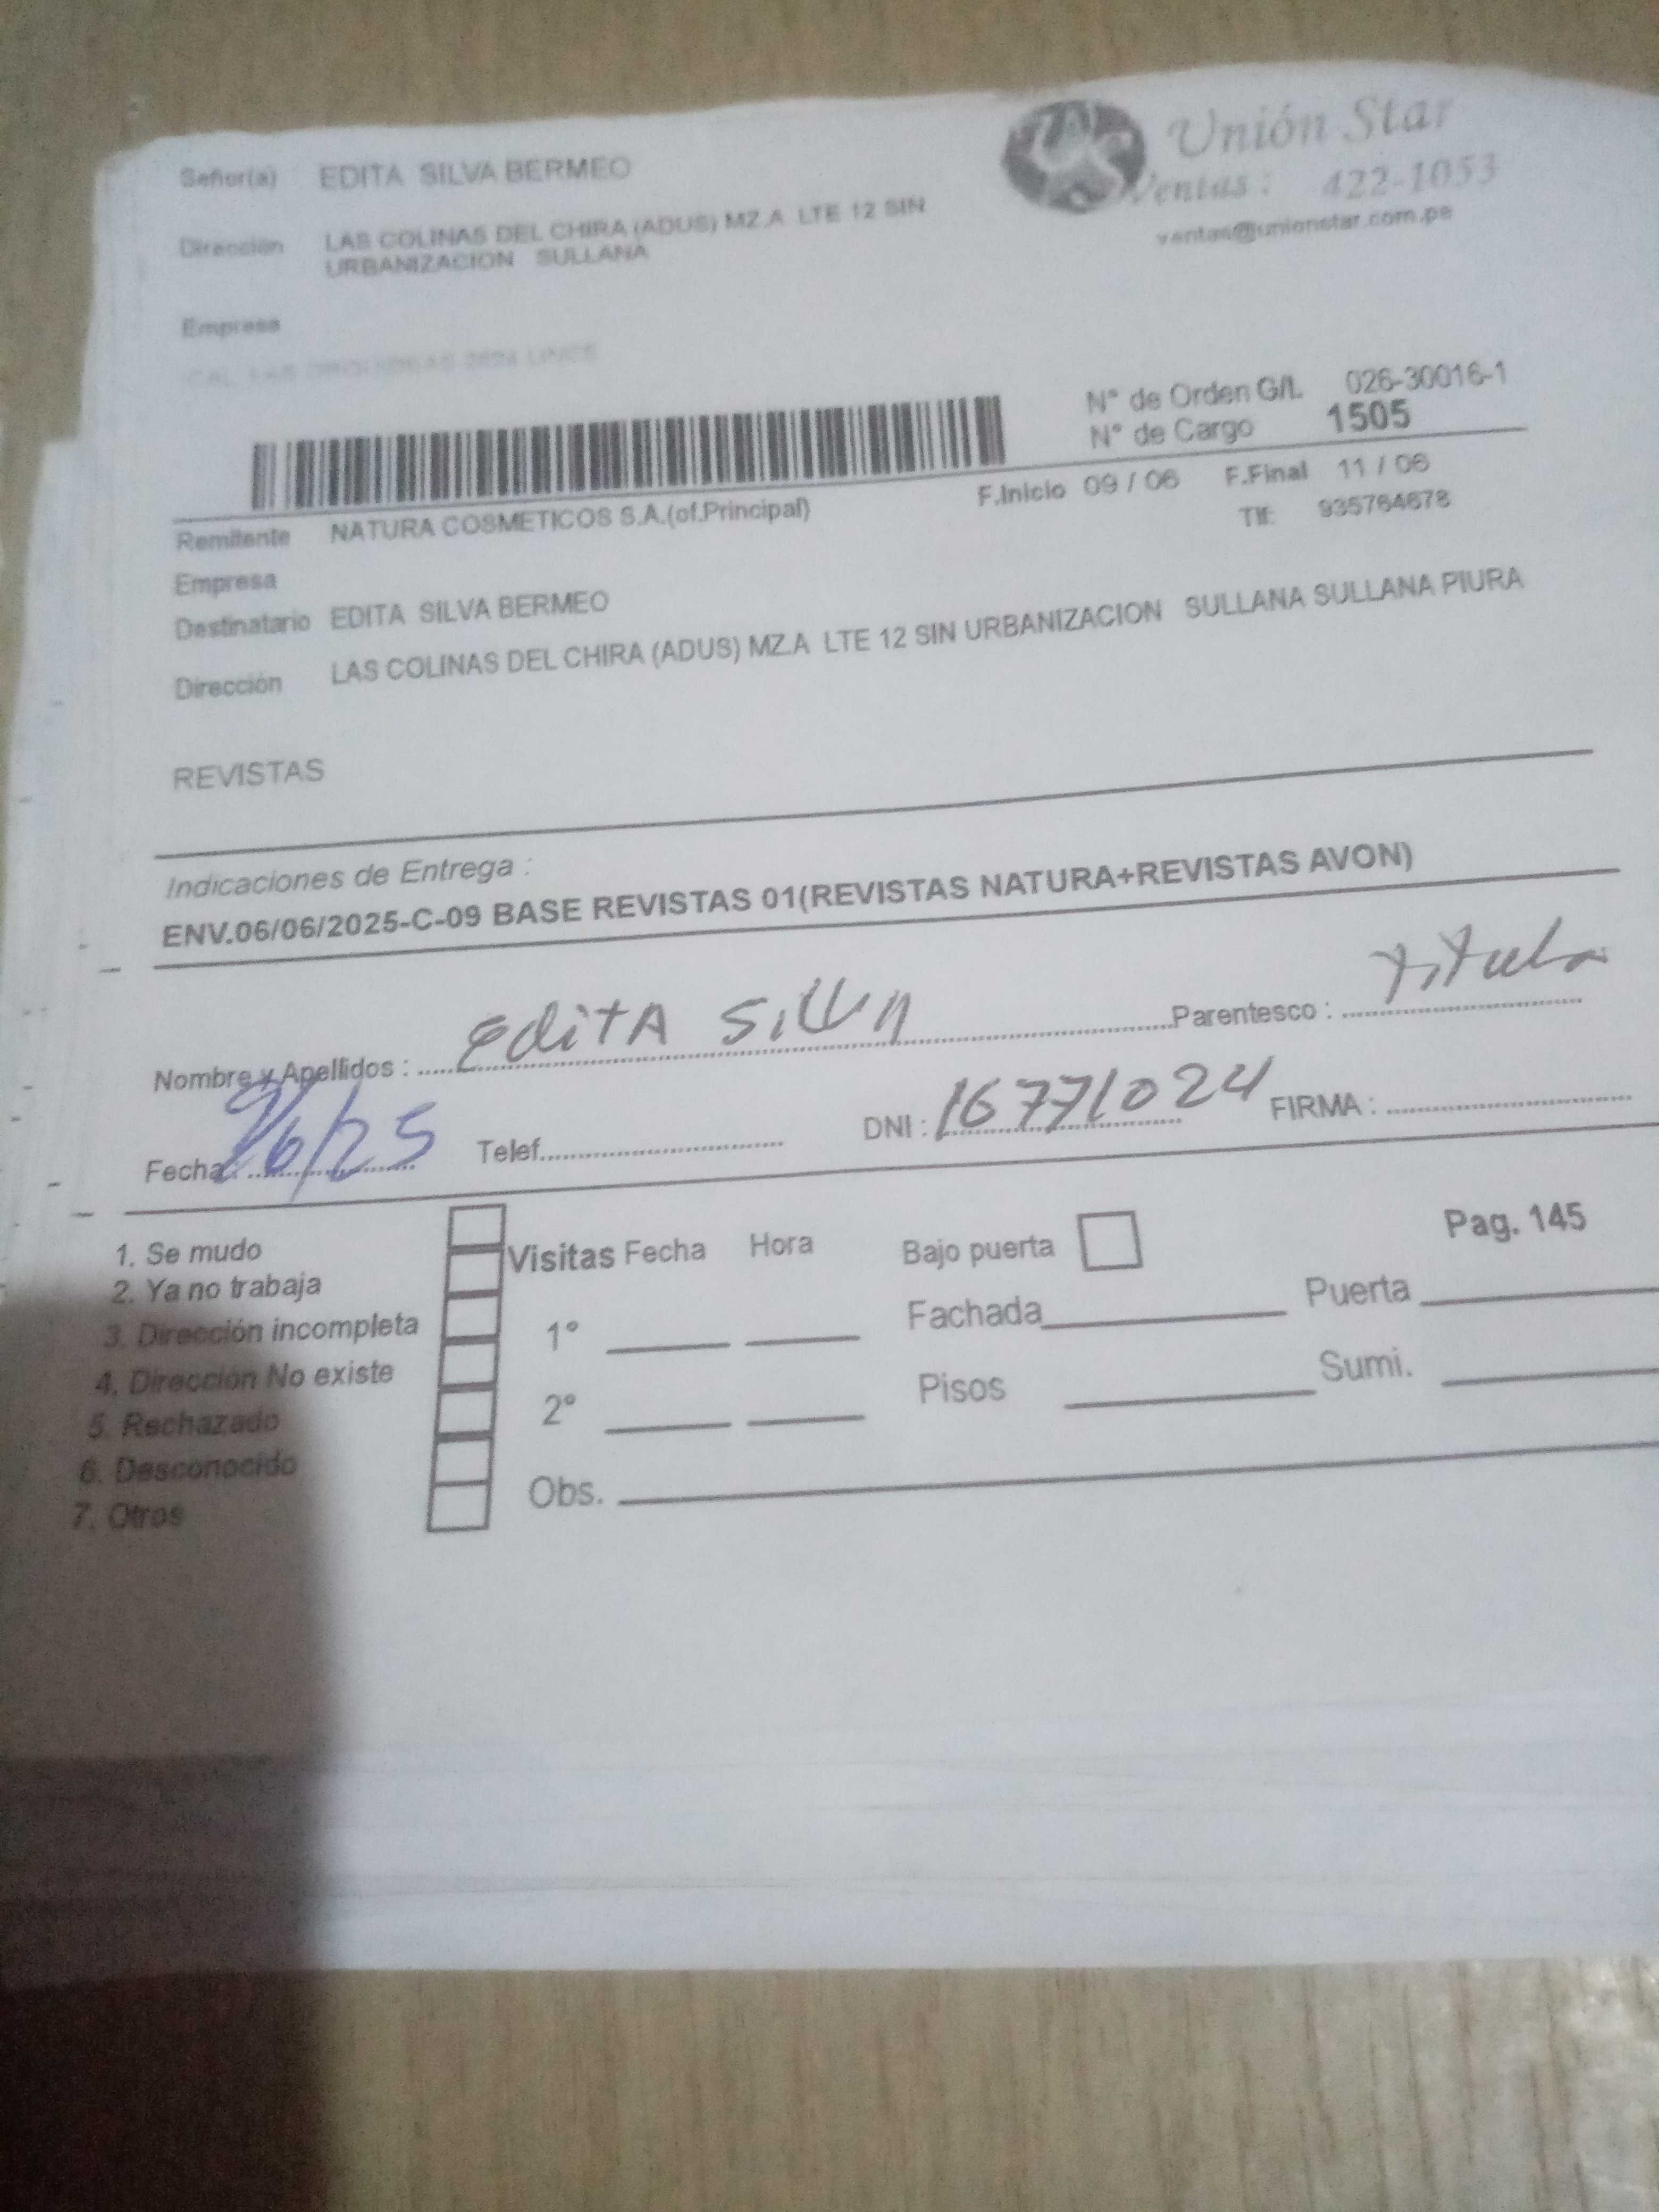 Unión Star
Señor(a) EDITA SILVA BERMEO
Ventas : 422-1053
ventas@unionstar.com.pe
Dirección LAS COLINAS DEL CHIRA (ADUS) MZ.A LTE 12 SIN
URBANIZACION SULLANA
Empresa
N° de Orden G/L 026-30016-1
N° de Cargo 1505
F.Inicio 09 / 06 F.Final 11 / 06
Remitente NATURA COSMETICOS S.A.(of.Principal)
Tlf: 935764678
Empresa
Destinatario EDITA SILVA BERMEO
Dirección LAS COLINAS DEL CHIRA (ADUS) MZ.A LTE 12 SIN URBANIZACION SULLANA SULLANA PIURA
REVISTAS
Indicaciones de Entrega :
ENV.06/06/2025-C-09 BASE REVISTAS 01(REVISTAS NATURA+REVISTAS AVON)
Nombre y Apellidos : Edita Silva Parentesco :
Fecha : 9/6/25 Telef. DNI : 16771024 FIRMA :
1. Se mudo
2. Ya no trabaja
3. Dirección incompleta
4. Dirección No existe
5. Rechazado
6. Desconocido
7. Otros
Visitas Fecha Hora
1°
2°
Obs.
Bajo puerta
Pag. 145
Fachada Puerta
Pisos Sumi.